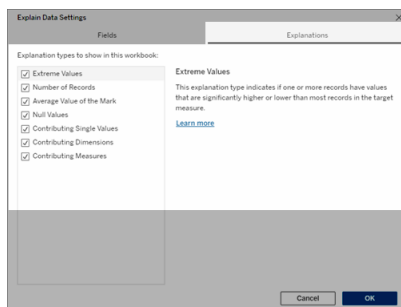 Explain Data Settings
Fields
Explanations
Explanation types to show in this workbook:
Extreme Values
Number of Records
Average Value of the Mark
Null Values
Contributing Single Values
Contributing Dimensions
Contributing Measures
Extreme Values
This explanation type indicates if one or more records have values
that are significantly higher or lower than most records in the target
measure.
Learn more
Cancel
OK